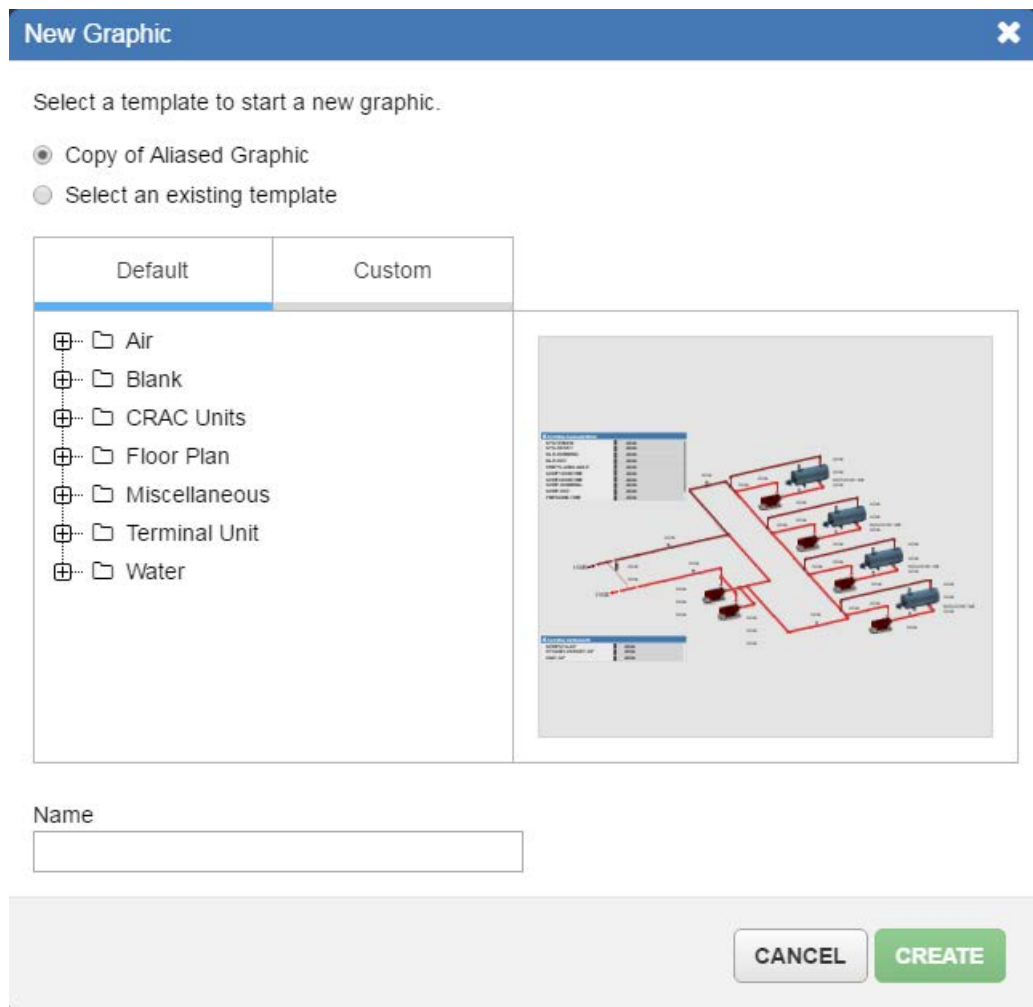 New Graphic
Select a template to start a new graphic.
Copy of Aliased Graphic
Select an existing template
Default Custom
Air
Blank
CRAC Units
Floor Plan
Miscellaneous
Terminal Unit
Water
Name
CANCEL CREATE